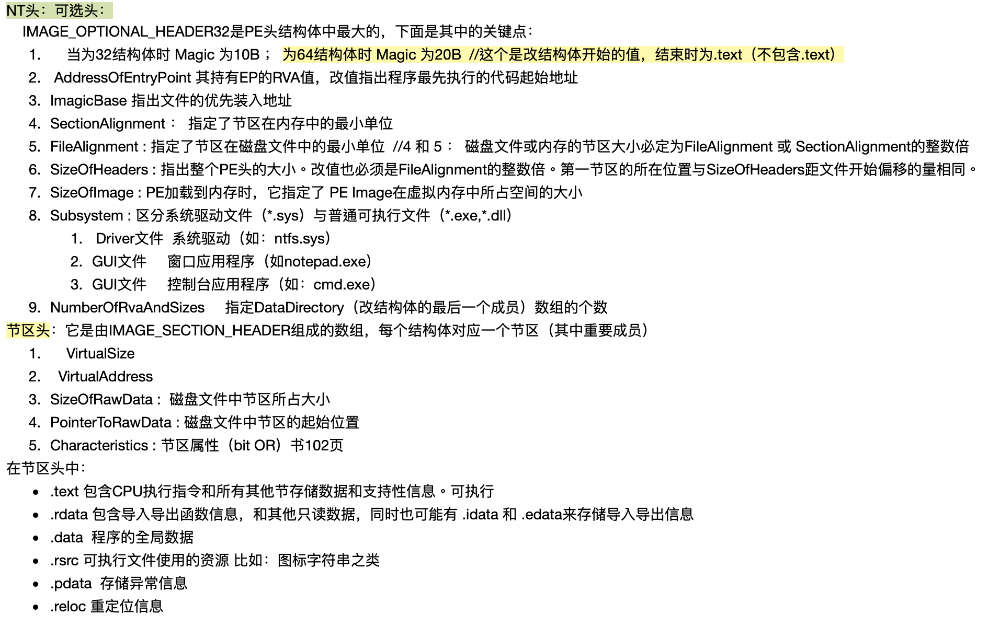 NT头：可选头：
IMAGE_OPTIONAL_HEADER32是PE头结构体中最大的，下面是其中的关键点：
1. 当为32结构体时 Magic 为10B； 为64结构体时 Magic 为20B //这个是改结构体开始的值，结束时为.text（不包含.text）
2. AddressOfEntryPoint 其持有EP的RVA值，改值指出程序最先执行的代码起始地址
3. ImagicBase 指出文件的优先装入地址
4. SectionAlignment： 指定了节区在内存中的最小单位
5. FileAlignment : 指定了节区在磁盘文件中的最小单位 //4 和 5： 磁盘文件或内存的节区大小必定为FileAlignment 或 SectionAlignment的整数倍
6. SizeOfHeaders : 指出整个PE头的大小。改值也必须是FileAlignment的整数倍。第一节区的所在位置与SizeOfHeaders距文件开始偏移的量相同。
7. SizeOfImage : PE加载到内存时，它指定了 PE Image在虚拟内存中所占空间的大小
8. Subsystem : 区分系统驱动文件（*.sys）与普通可执行文件（*.exe,*.dll）
1. Driver文件 系统驱动（如：ntfs.sys）
2. GUI文件 窗口应用程序（如notepad.exe）
3. GUI文件 控制台应用程序（如：cmd.exe）
9. NumberOfRvaAndSizes 指定DataDirectory（改结构体的最后一个成员）数组的个数
节区头：它是由IMAGE_SECTION_HEADER组成的数组，每个结构体对应一个节区（其中重要成员）
1. VirtualSize
2. VirtualAddress
3. SizeOfRawData : 磁盘文件中节区所占大小
4. PointerToRawData : 磁盘文件中节区的起始位置
5. Characteristics : 节区属性（bit OR）书102页
在节区头中：
• .text 包含CPU执行指令和所有其他节存储数据和支持性信息。可执行
• .rdata 包含导入导出函数信息，和其他只读数据，同时也可能有 .idata 和 .edata来存储导入导出信息
• .data 程序的全局数据
• .rsrc 可执行文件使用的资源 比如：图标字符串之类
• .pdata 存储异常信息
• .reloc 重定位信息